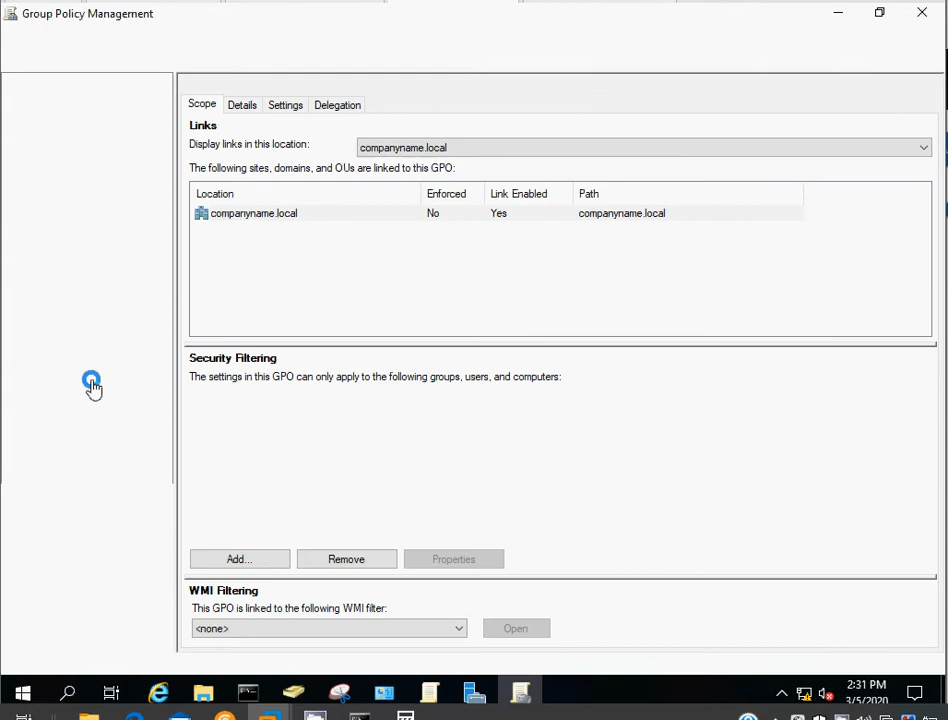 Group Policy Management
Scope Details Settings Delegation
Links
Display links in this location: companyname.local
The following sites, domains, and OUs are linked to this GPO:
Location Enforced Link Enabled Path
companyname.local No Yes companyname.local
Security Filtering
The settings in this GPO can only apply to the following groups, users, and computers:
Add... Remove Properties
WMI Filtering
This GPO is linked to the following WMI filter:
<none> Open
2:31 PM
3/5/2020